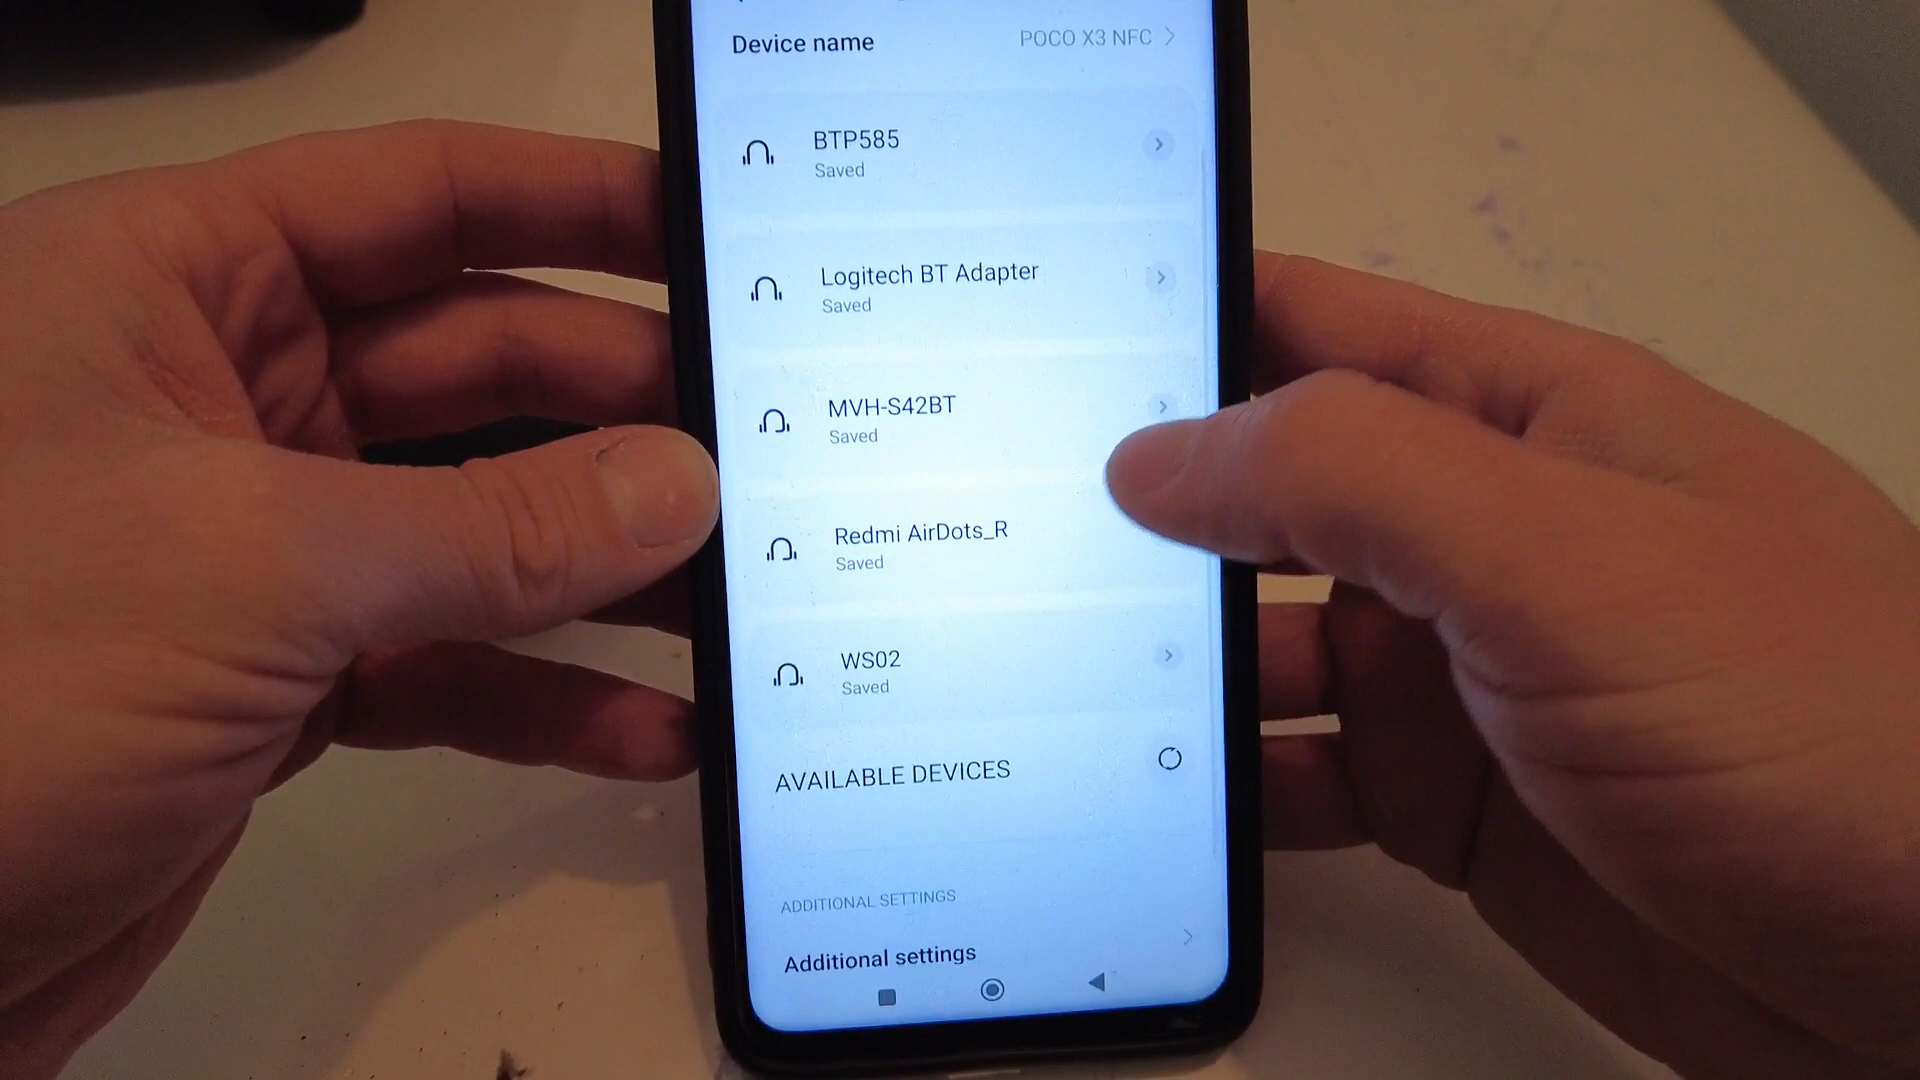 Device name
POCO X3 NFC
BTP585
Saved
Logitech BT Adapter
Saved
MVH-S42BT
Saved
Redmi AirDots_R
Saved
WS02
Saved
AVAILABLE DEVICES
ADDITIONAL SETTINGS
Additional settings